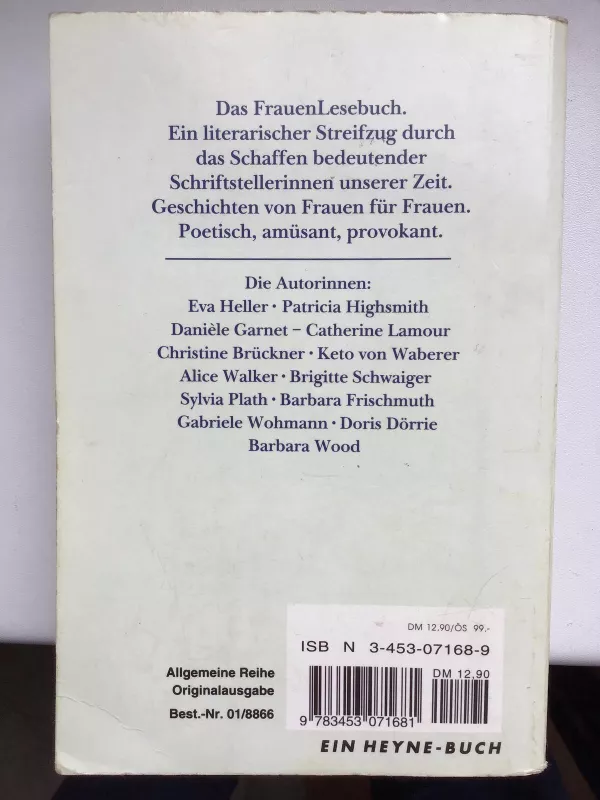 Das FrauenLesebuch.
Ein literarischer Streifzug durch
das Schaffen bedeutender
Schriftstellerinnen unserer Zeit.
Geschichten von Frauen für Frauen.
Poetisch, amüsant, provokant.
Die Autorinnen:
Eva Heller · Patricia Highsmith
Danièle Garnet – Catherine Lamour
Christine Brückner · Keto von Waberer
Alice Walker · Brigitte Schwaiger
Sylvia Plath · Barbara Frischmuth
Gabriele Wohmann · Doris Dörrie
Barbara Wood
DM 12,90/ÖS 99,-
ISB N 3-453-07168-9
DM 12,90
9 783453 071681
Allgemeine Reihe
Originalausgabe
Best.-Nr. 01/8866
EIN HEYNE-BUCH